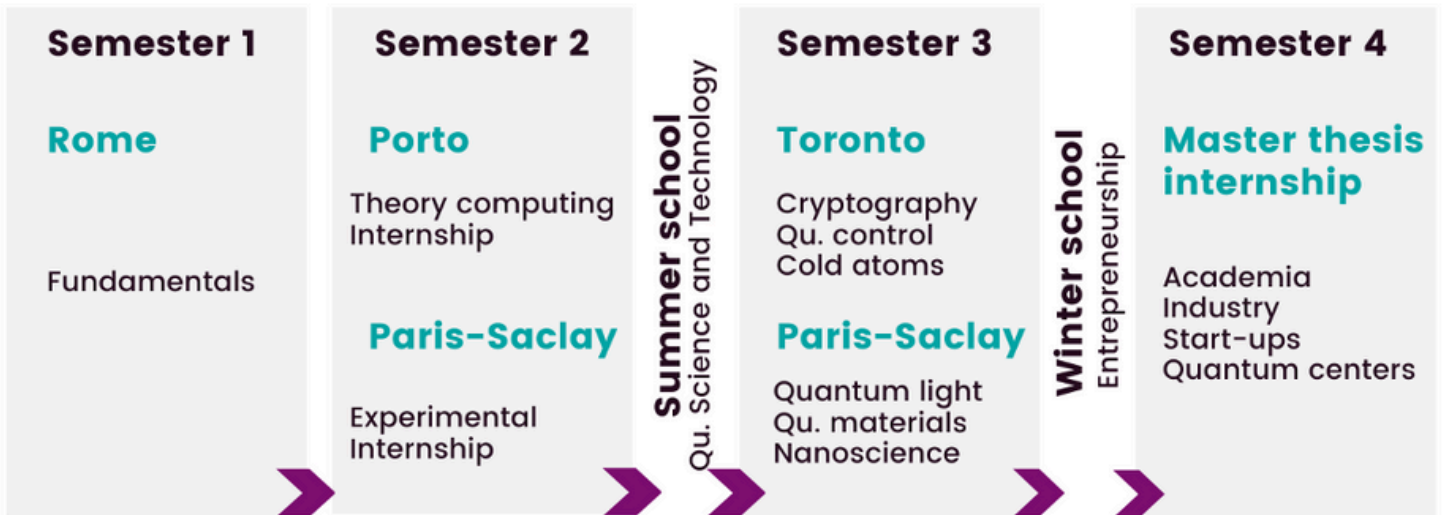 Semester 1
Rome
Fundamentals
Semester 2
Porto
Theory computing
Internship
Paris-Saclay
Experimental
Internship
Summer school
Qu. Science and Technology
Semester 3
Toronto
Cryptography
Qu. control
Cold atoms
Paris-Saclay
Quantum light
Qu. materials
Nanoscience
Winter school
Entrepreneurship
Semester 4
Master thesis
internship
Academia
Industry
Start-ups
Quantum centers